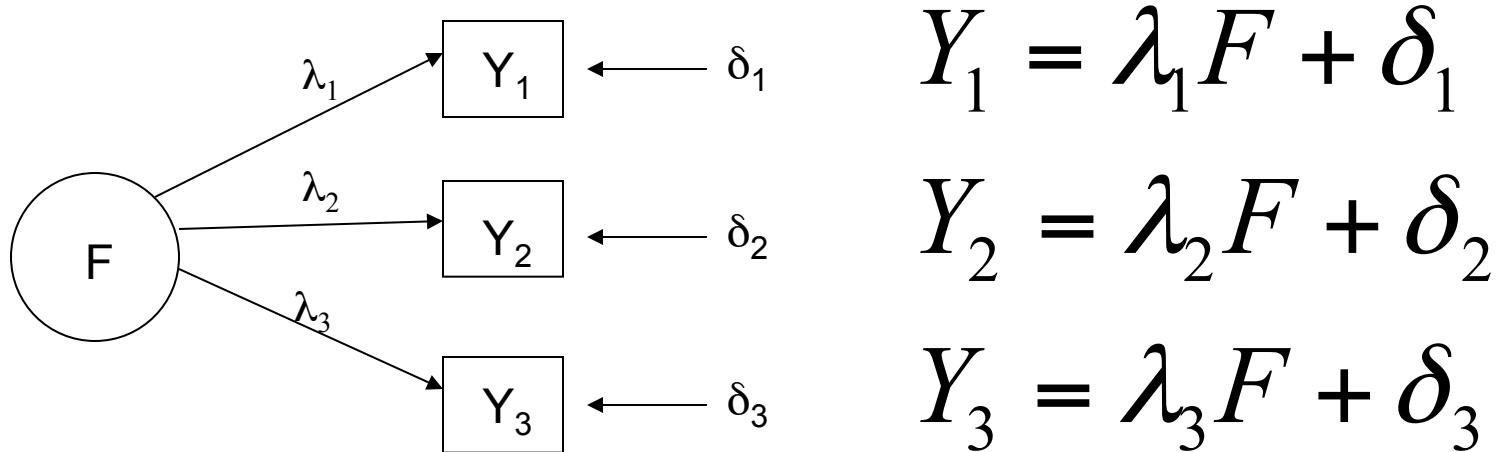 λ₁
Y₁
δ₁
Y₁ = λ₁F + δ₁
F
λ₂
Y₂
δ₂
Y₂ = λ₂F + δ₂
λ₃
Y₃
δ₃
Y₃ = λ₃F + δ₃